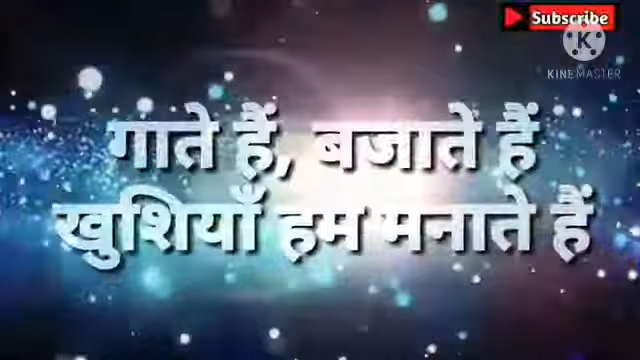 Subscribe
KINEMASTER
गाते हैं, बजाते हैं
खुशियाँ हम मनाते हैं